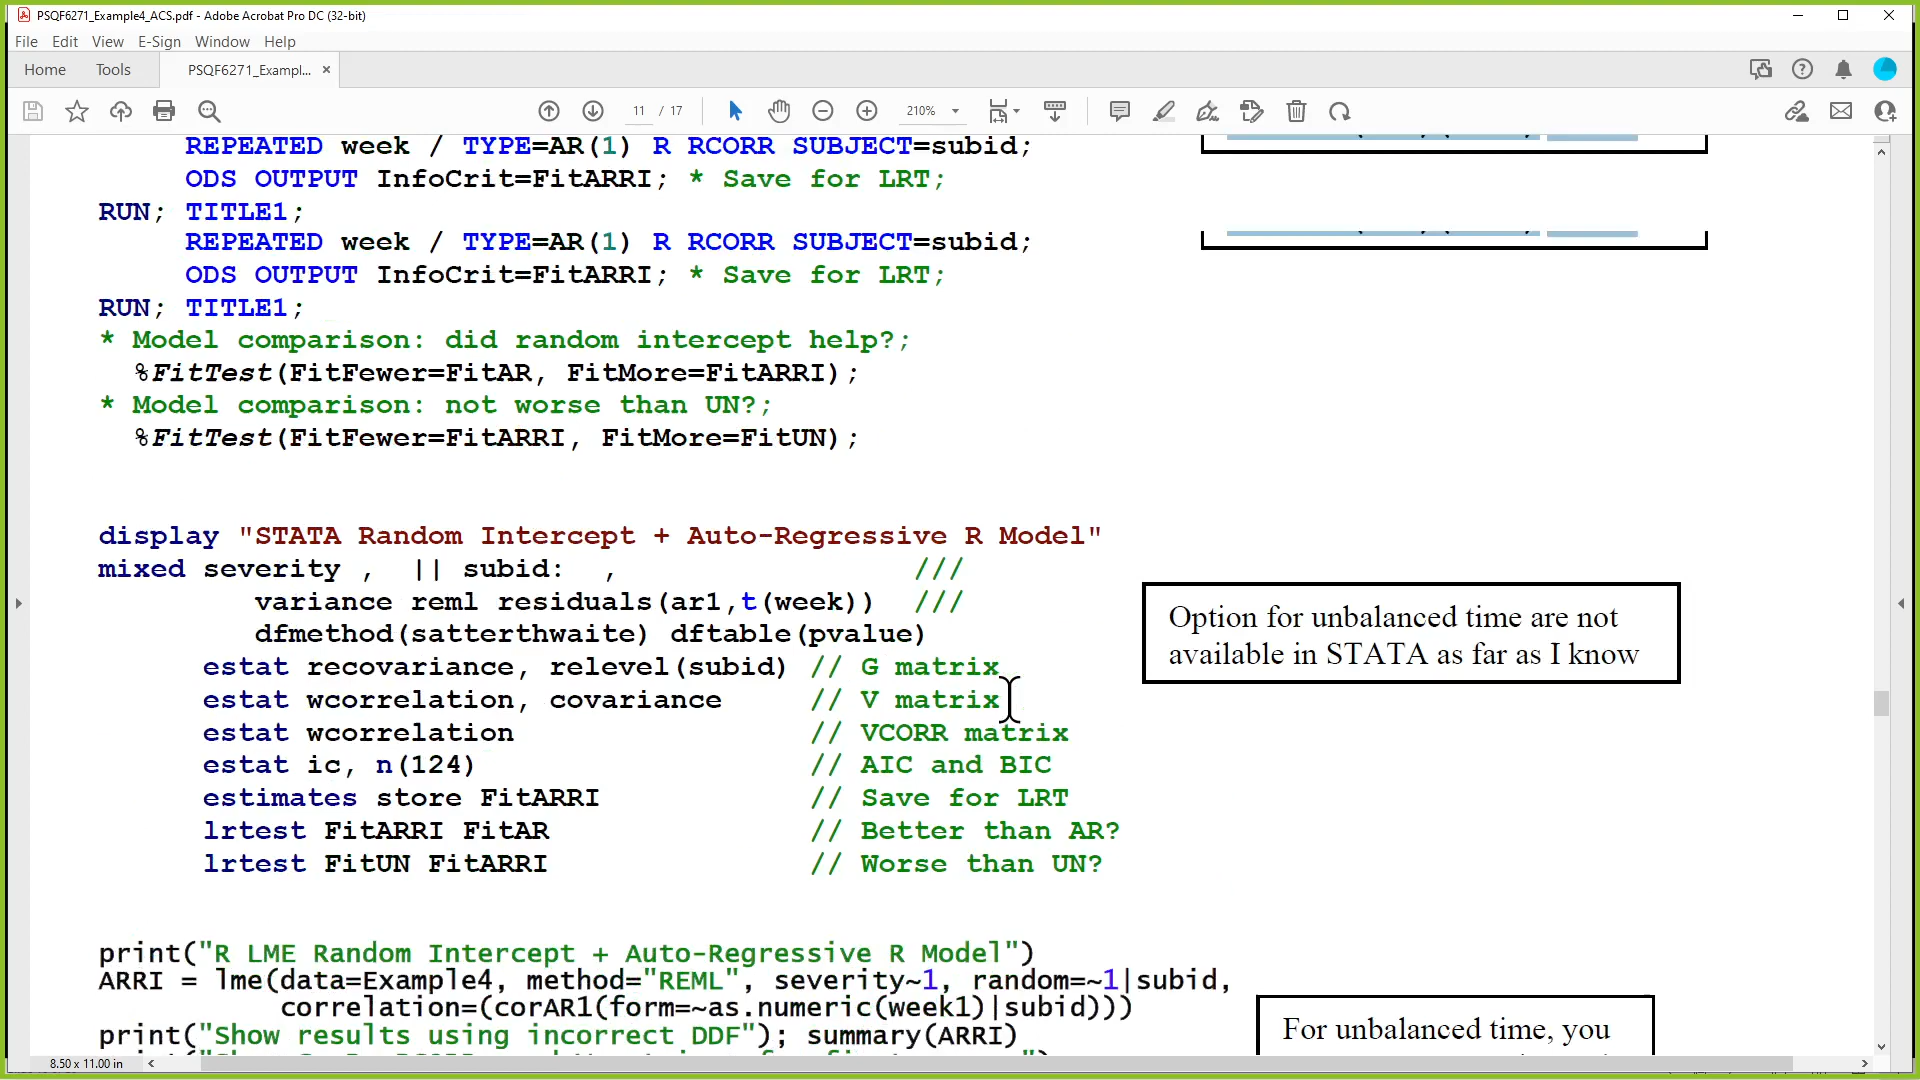 PSQF6271_Example4_ACS.pdf - Adobe Acrobat Pro DC (32-bit)
File Edit View E-Sign Window Help
Home Tools PSQF6271_Exampl... ×
11 / 17 210%
REPEATED week / TYPE=AR(1) R RCORR SUBJECT=subid;
ODS OUTPUT InfoCrit=FitARRI; * Save for LRT;
RUN; TITLE1;
REPEATED week / TYPE=AR(1) R RCORR SUBJECT=subid;
ODS OUTPUT InfoCrit=FitARRI; * Save for LRT;
RUN; TITLE1;
* Model comparison: did random intercept help?;
%FitTest(FitFewer=FitAR, FitMore=FitARRI);
* Model comparison: not worse than UN?;
%FitTest(FitFewer=FitARRI, FitMore=FitUN);
display "STATA Random Intercept + Auto-Regressive R Model"
mixed severity , || subid: , ///
variance reml residuals(ar1,t(week)) ///
dfmethod(satterthwaite) dftable(pvalue)
estat recovariance, relevel(subid) // G matrix
estat wcorrelation, covariance // V matrix
estat wcorrelation // VCORR matrix
estat ic, n(124) // AIC and BIC
estimates store FitARRI // Save for LRT
lrtest FitARRI FitAR // Better than AR?
lrtest FitUN FitARRI // Worse than UN?
Option for unbalanced time are not
available in STATA as far as I know
print("R LME Random Intercept + Auto-Regressive R Model")
ARRI = lme(data=Example4, method="REML", severity~1, random=~1|subid,
correlation=(corAR1(form=~as.numeric(week1)|subid)))
print("Show results using incorrect DDF"); summary(ARRI)
For unbalanced time, you
8.50 x 11.00 in